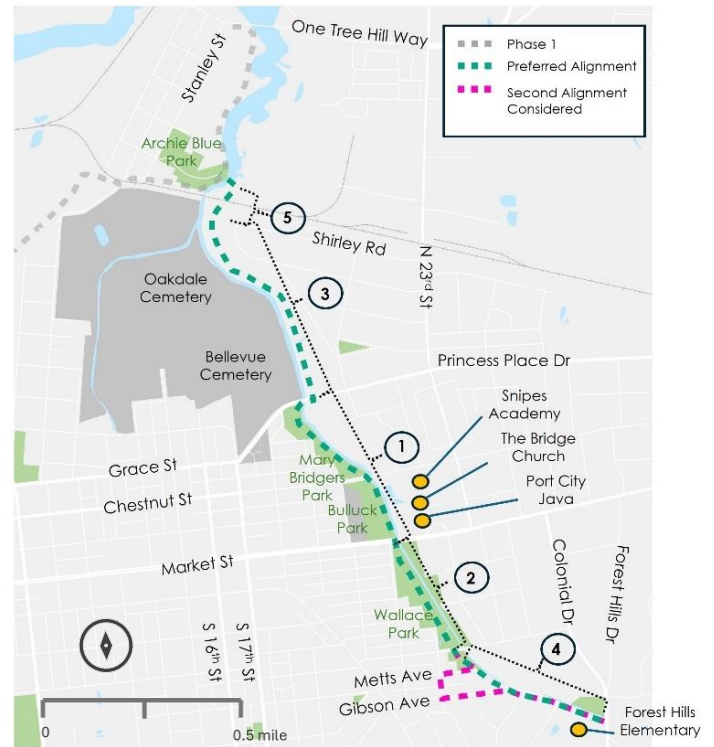 One Tree Hill Way
Stanley St
Phase 1
Preferred Alignment
Second Alignment
Considered
Archie Blue
Park
5
Shirley Rd
N 23rd St
3
Oakdale
Cemetery
Bellevue
Cemetery
Princess Place Dr
Snipes
Academy
The Bridge
Church
Port City
Java
1
Grace St
Chestnut St
Mary
Bridgers
Park
Bulluck
Park
Market St
2
Colonial Dr
Forest Hills Dr
Wallace
Park
S 16th St
S 17th St
4
Metts Ave
Gibson Ave
0
0.5 mile
Forest Hills
Elementary